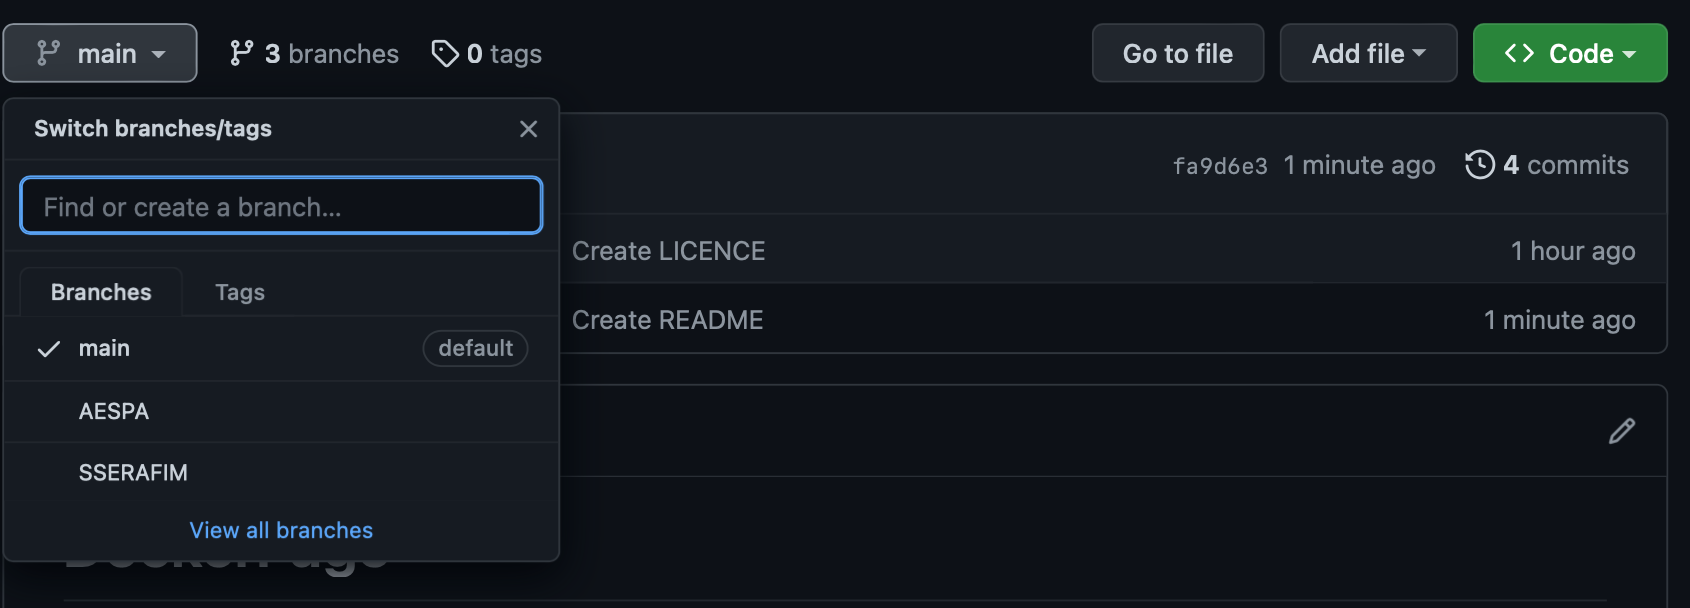 main
3 branches
0 tags
Go to file
Add file
Code
Switch branches/tags
Find or create a branch...
Branches
Tags
main
default
AESPA
SSERAFIM
View all branches
fa9d6e3 1 minute ago
4 commits
Create LICENCE
1 hour ago
Create README
1 minute ago